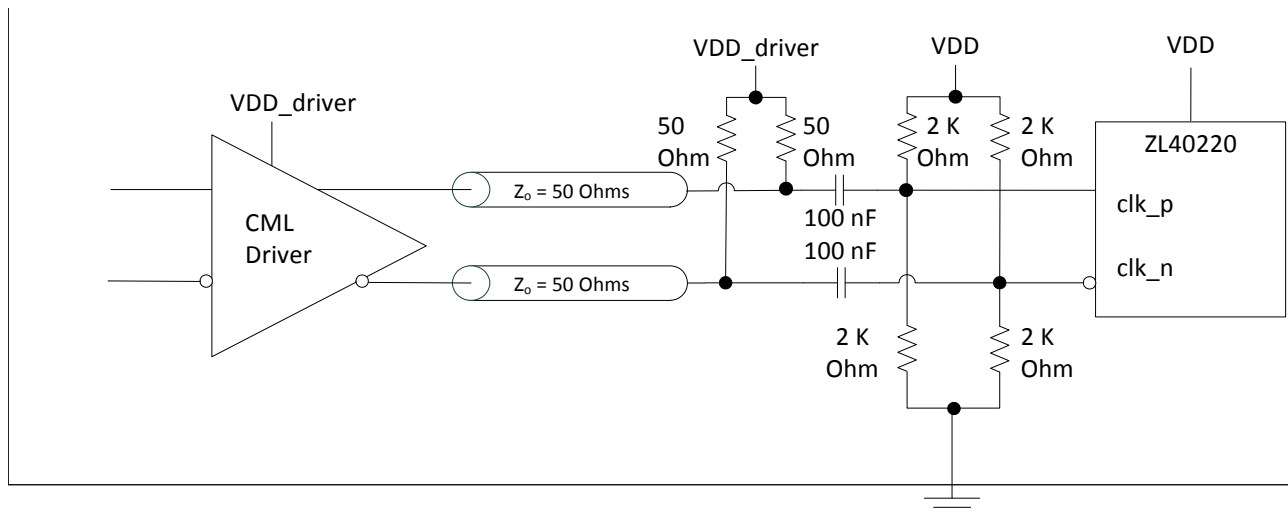 VDD_driver
VDD
VDD
VDD_driver
50
Ohm
50
Ohm
2 K
Ohm
2 K
Ohm
ZL40220
Zo = 50 Ohms
100 nF
clk_p
CML
Driver
100 nF
clk_n
Zo = 50 Ohms
2 K
Ohm
2 K
Ohm